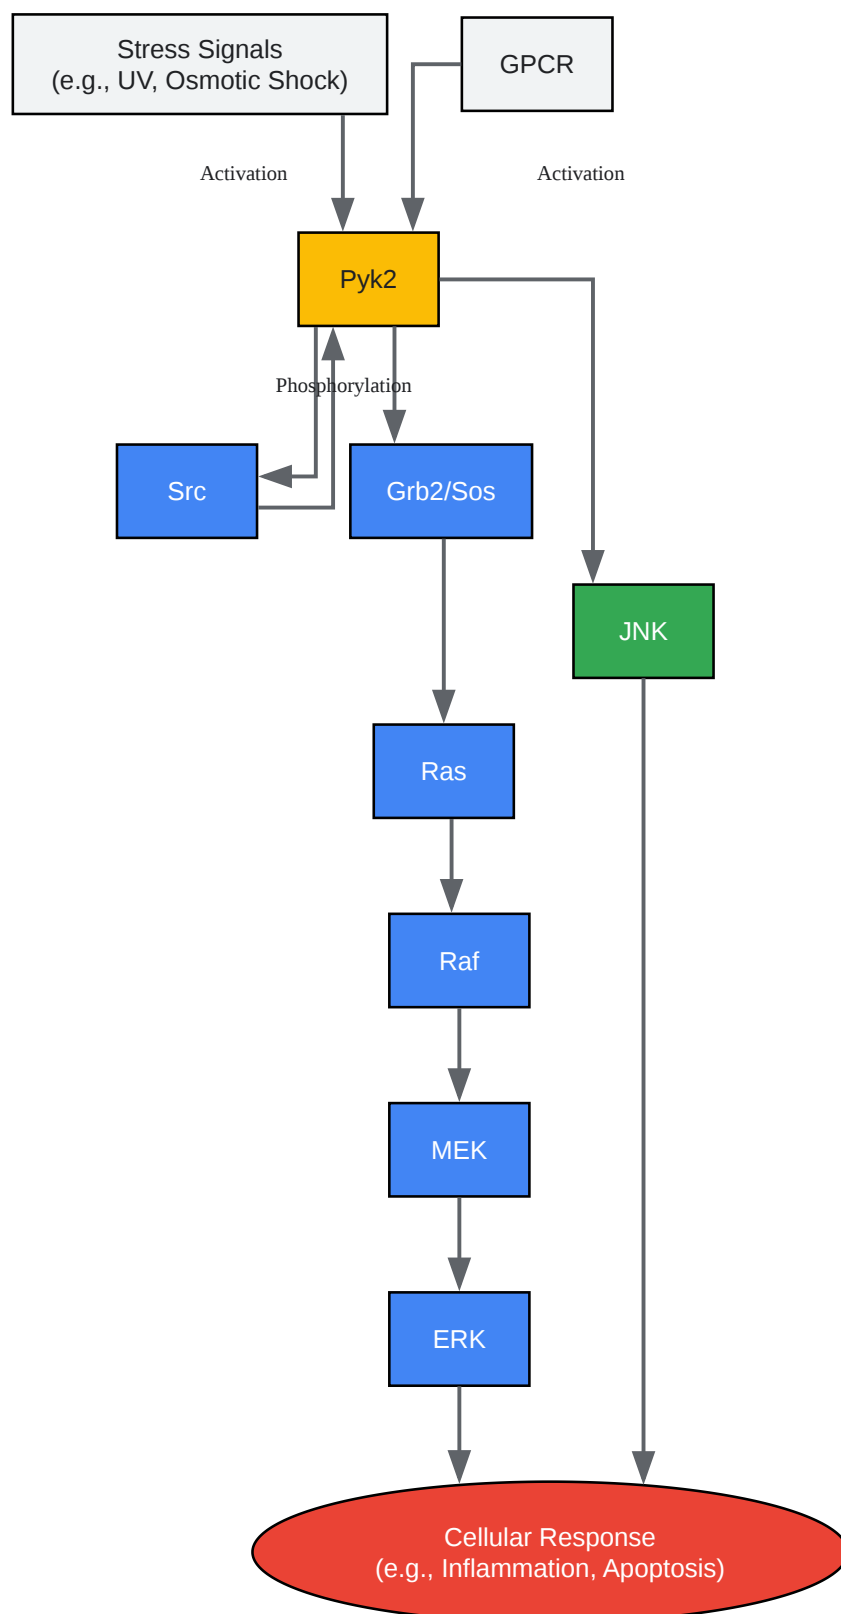 Stress Signals
(e.g., UV, Osmotic Shock)
GPCR
Activation
Activation
Pyk2
Phosphorylation
Src
Grb2/Sos
JNK
Ras
Raf
MEK
ERK
Cellular Response
(e.g., Inflammation, Apoptosis)